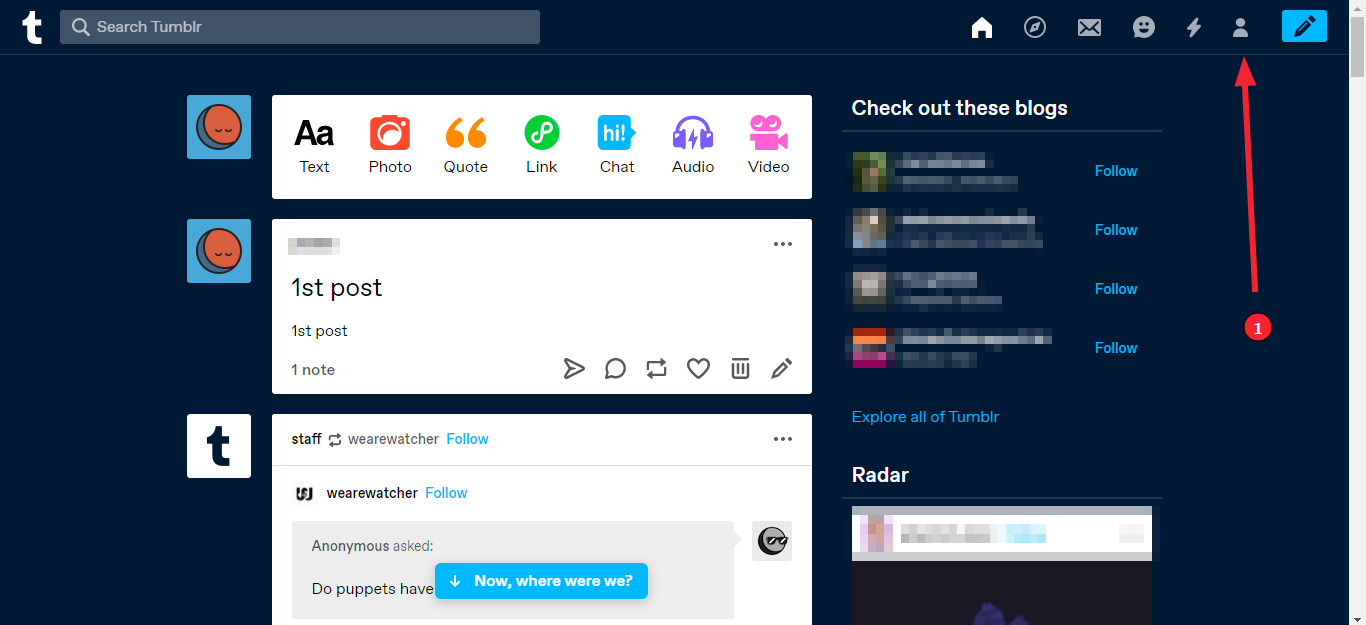 t
Search Tumblr
Aa
hi!
Text
Photo
Quote
Link
Chat
Audio
Video
Check out these blogs
Follow
Follow
Follow
Follow
1
1st post
1st post
1 note
Explore all of Tumblr
t
staff wearewatcher Follow
wearewatcher Follow
Anonymous asked:
Do puppets have
Now, where were we?
Radar